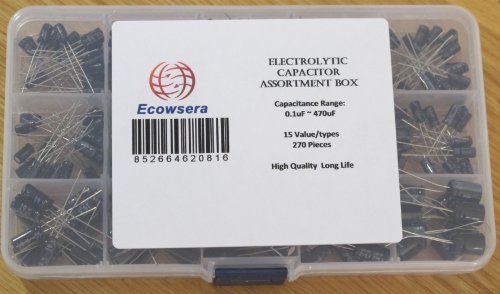 Ecowsera
852664620816
ELECTROLYTIC
CAPACITOR
ASSORTMENT BOX
Capacitance Range:
0.1uF ~ 470uF
15 Value/types
270 Pieces
High Quality Long Life